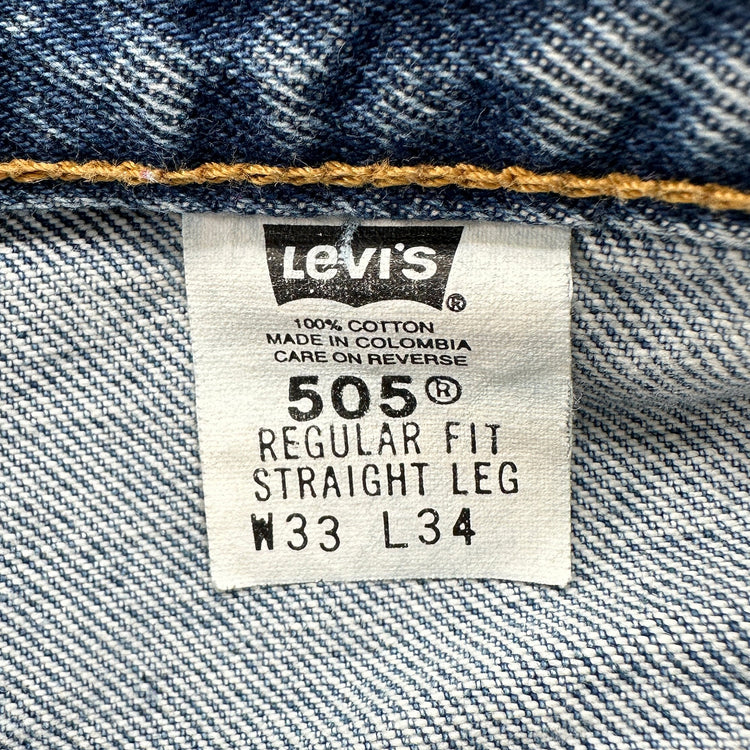 LEVI'S ®
100% COTTON
MADE IN COLOMBIA
CARE ON REVERSE
505®
REGULAR FIT
STRAIGHT LEG
W33 L34